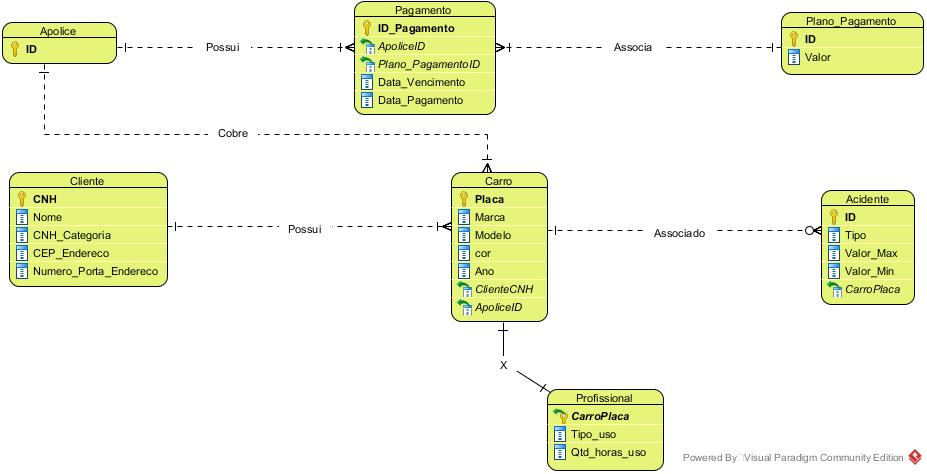 Apolice
ID
Possui
Pagamento
ID_Pagamento
ApoliceID
Plano_PagamentoID
Data_Vencimento
Data_Pagamento
Associa
Plano_Pagamento
ID
Valor
Cobre
Cliente
CNH
Nome
CNH_Categoria
CEP_Endereco
Numero_Porta_Endereco
Possui
Carro
Placa
Marca
Modelo
cor
Ano
ClienteCNH
ApoliceID
Associado
Acidente
ID
Tipo
Valor_Max
Valor_Min
CarroPlaca
X
Profissional
CarroPlaca
Tipo_uso
Qtd_horas_uso
Powered By Visual Paradigm Community Edition